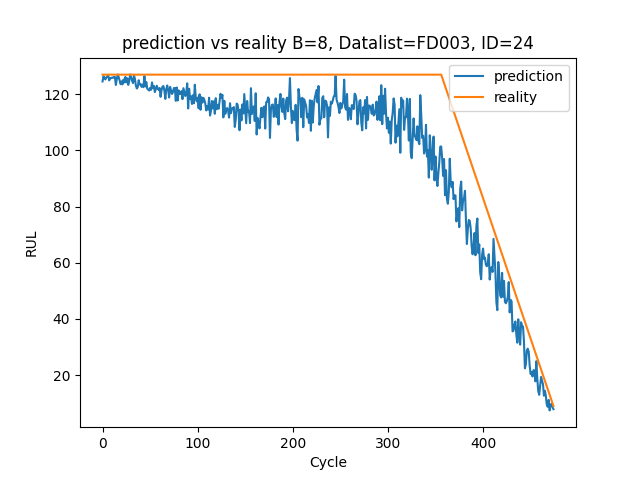 prediction vs reality B=8, Datalist=FD003, ID=24
prediction
reality
RUL
120
100
80
60
40
20
0 100 200 300 400
Cycle